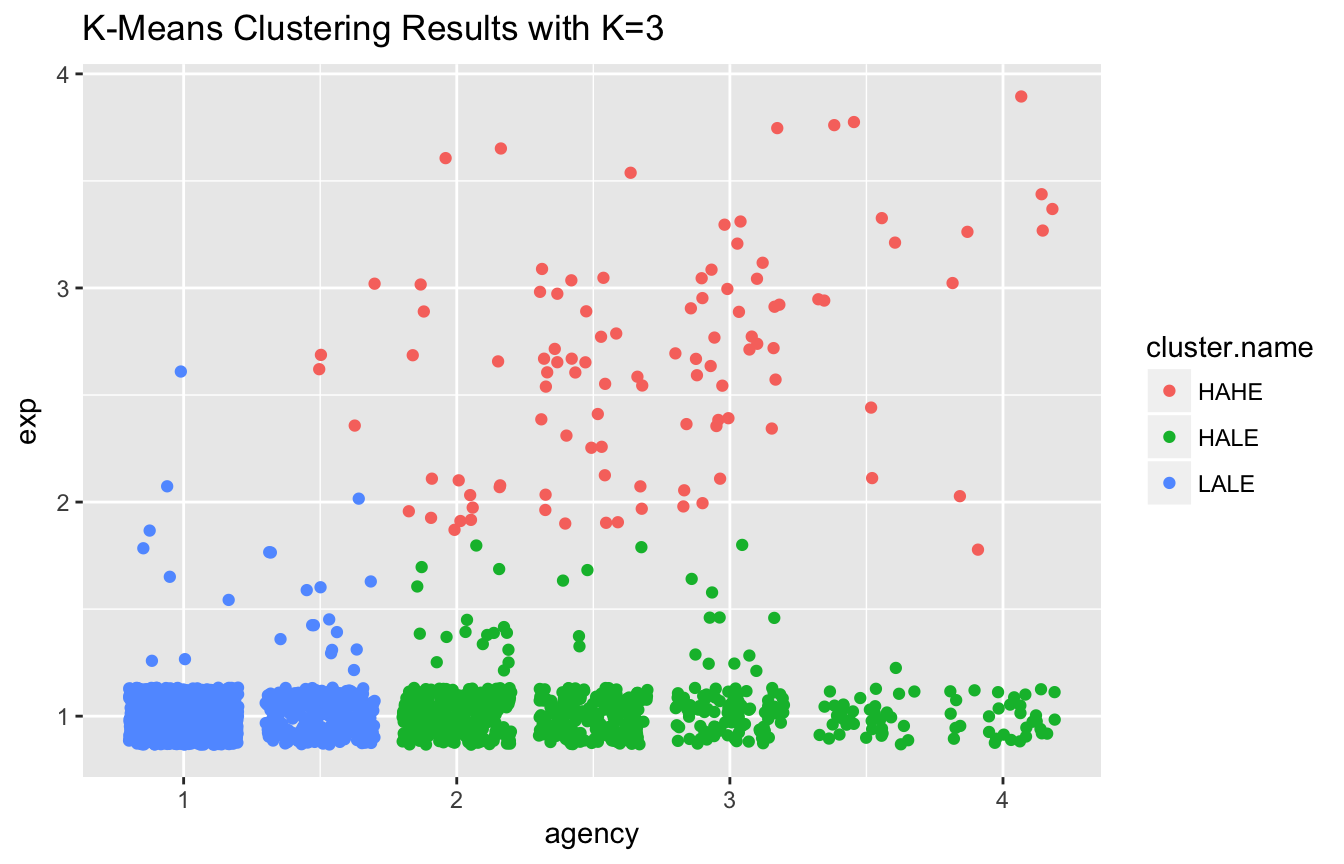 K-Means Clustering Results with K=3
4
3
2
1
exp
1 2 3 4
agency
cluster.name
HAHE
HALE
LALE